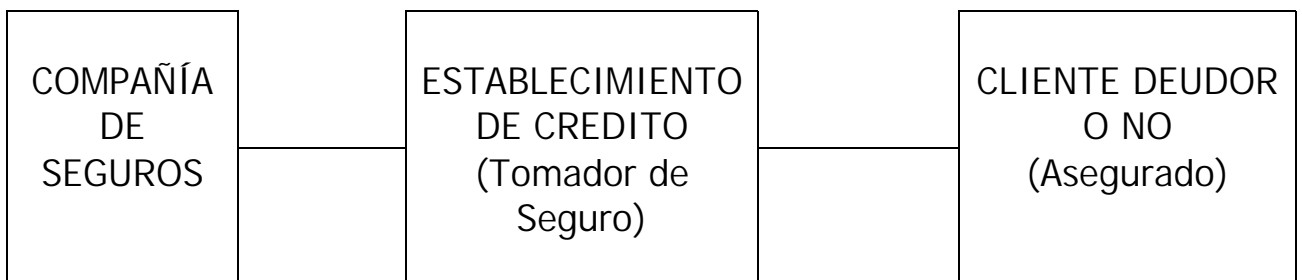 COMPAÑÍA
DE
SEGUROS
ESTABLECIMIENTO
DE CREDITO
(Tomador de
Seguro)
CLIENTE DEUDOR
O NO
(Asegurado)